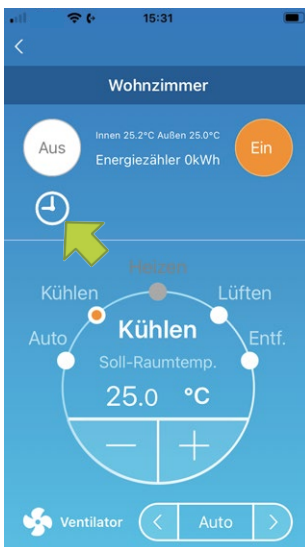 15:31
Wohnzimmer
Aus
Innen 25.2°C Außen 25.0°C
Energiezähler 0kWh
Ein
Heizen
Kühlen
Lüften
Auto
Kühlen
Entf.
Soll-Raumtemp.
25.0 °C
Ventilator
Auto